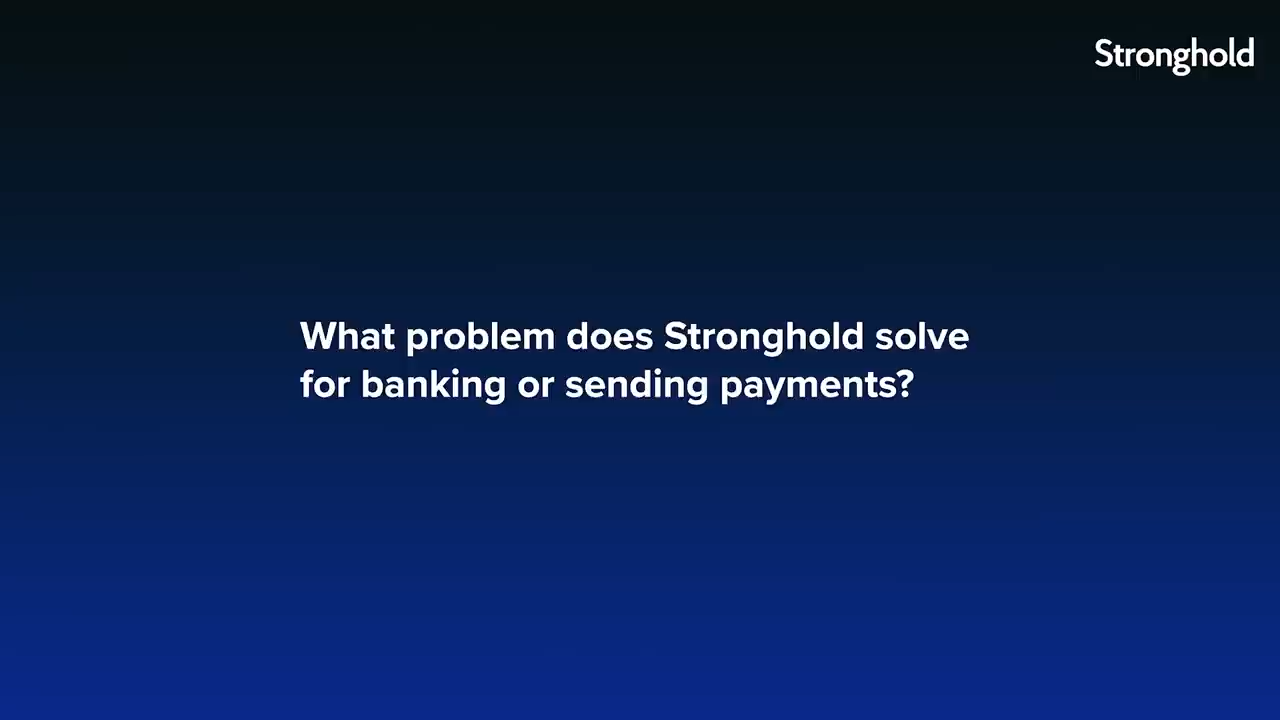 Stronghold
What problem does Stronghold solve
for banking or sending payments?